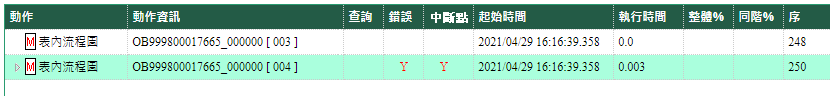 動作 動作資訊 查詢 錯誤 中斷點 起始時間 執行時間 整體% 同階% 序
M 表內流程圖 OB999800017665_000000 [ 003 ] 2021/04/29 16:16:39.358 0.0 248
M 表內流程圖 OB999800017665_000000 [ 004 ] Y Y 2021/04/29 16:16:39.358 0.003 250